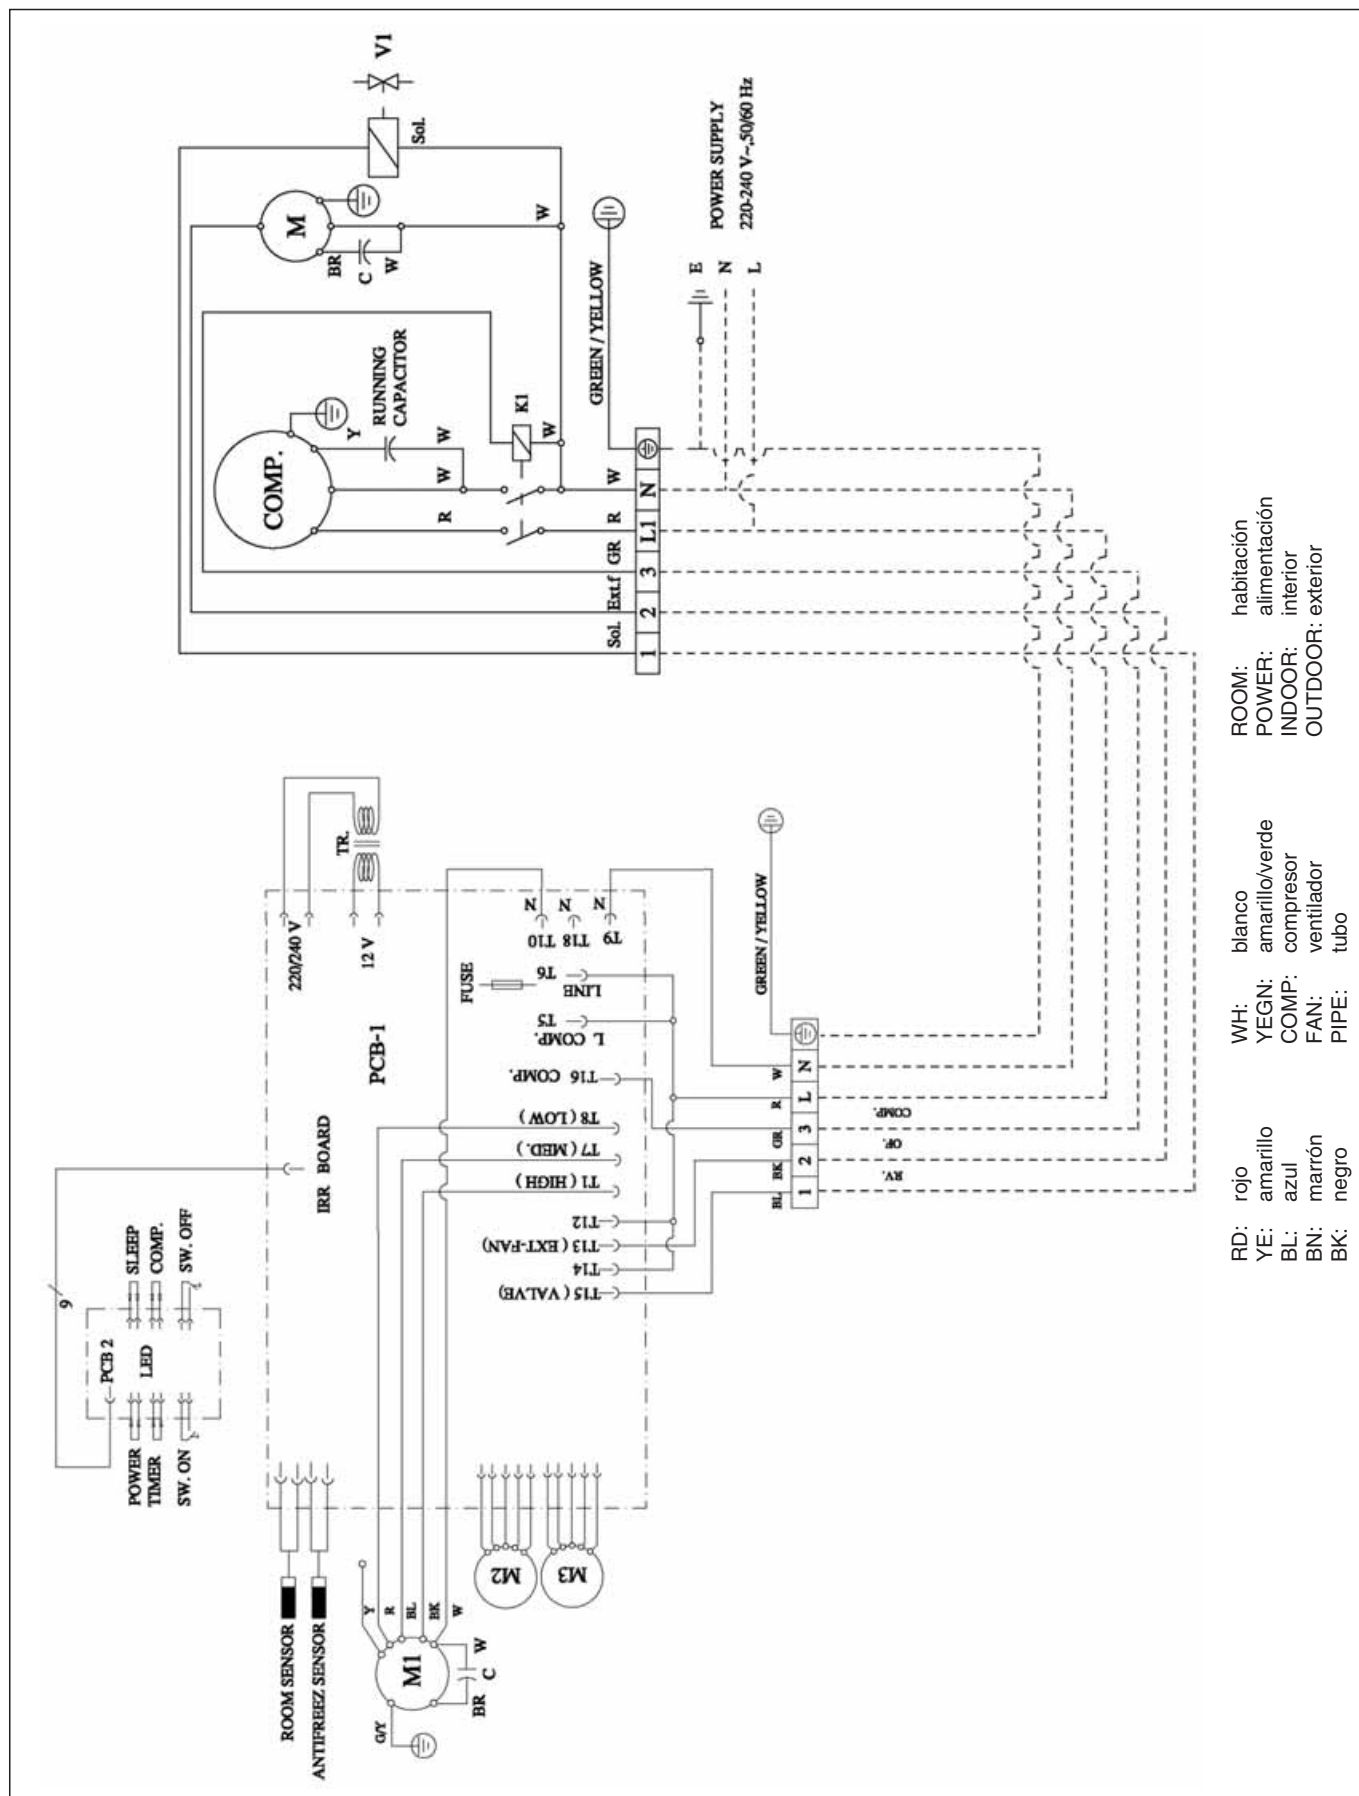 V1
Sol.
M
BR
C
W
W
COMP.
Y
RUNNING
CAPACITOR
W
W
R
K1
W
W
R
GR
Ext.f
Sol.
GREEN / YELLOW
1 2 3 L1 N
POWER SUPPLY
220-240 V~,50/60 Hz
E
N
L
PCB 2
LED
SLEEP
COMP.
SW. OFF
POWER
TIMER
SW. ON
9
IRR BOARD
PCB-1
220/240 V
12 V
TR.
FUSE
N
N
N
T10
T18
T9
T6
LINE
T5
L COMP.
T16 COMP.
T8 ( LOW )
T7 ( MED. )
T1 ( HIGH )
T12
T13 ( EXT-FAN)
T14
T15 ( VALVE)
ROOM SENSOR
ANTIFREEZ SENSOR
M1
Y
R
BL
BK
W
W
C
BR
G/Y
M2
M3
GREEN / YELLOW
BL BK GR R W
1 2 3 L N
RV.
OF.
COMP.
RD: rojo
YE: amarillo
BL: azul
BN: marrón
BK: negro
WH: blanco
YEGN: amarillo/verde
COMP: compresor
FAN: ventilador
PIPE: tubo
ROOM: habitación
POWER: alimentación
INDOOR: interior
OUTDOOR: exterior